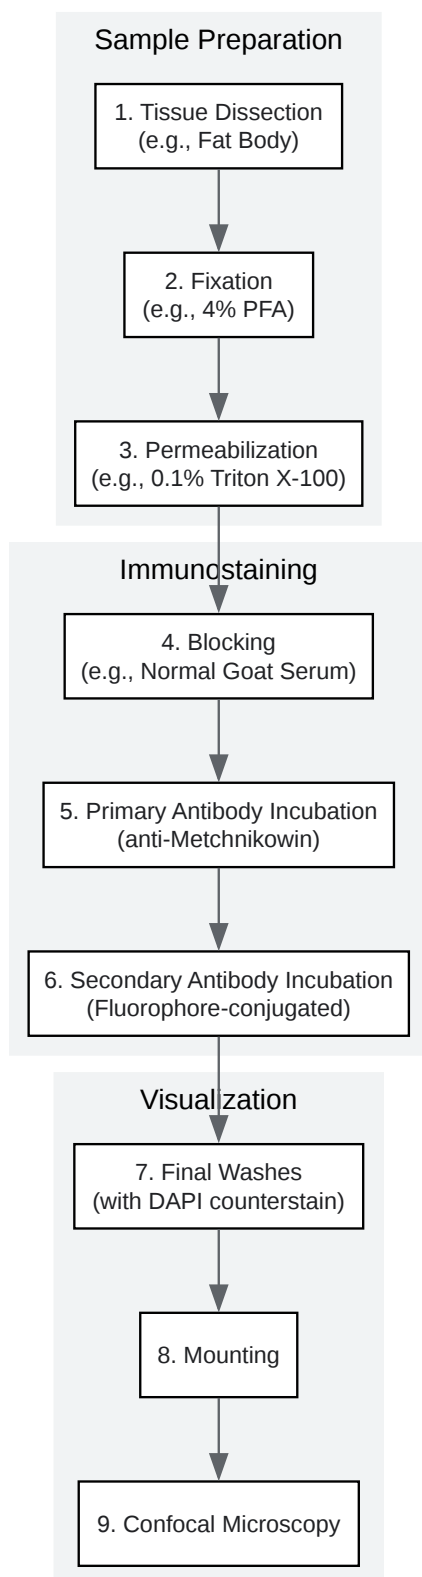 Sample Preparation
1. Tissue Dissection
(e.g., Fat Body)
2. Fixation
(e.g., 4% PFA)
3. Permeabilization
(e.g., 0.1% Triton X-100)
Immunostaining
4. Blocking
(e.g., Normal Goat Serum)
5. Primary Antibody Incubation
(anti-Metchnikowin)
6. Secondary Antibody Incubation
(Fluorophore-conjugated)
Visualization
7. Final Washes
(with DAPI counterstain)
8. Mounting
9. Confocal Microscopy